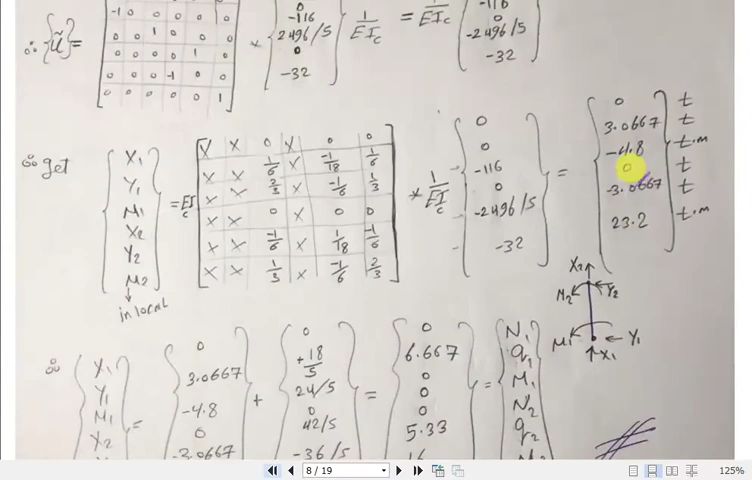 ∴ {ũ} =
-1 0 0 0 0 0
0 0 1 0 0 0
0 0 0 0 1 0
0 0 0 -1 0 0
0 0 0 0 0 1
*
0
-116
2496/5
0
-32
1/EIc
= 1/EIc
-116
0
-2496/5
-32
∴ get
X1
Y1
M1
X2
Y2
M2
in local
= EIc
X X 0 X 0 0
X X 1/6 X -1/18 1/6
X X 2/3 X -1/6 1/3
X X 0 X 0 0
X X -1/6 X 1/18 -1/6
X X 1/3 X -1/6 2/3
* 1/EIc
0
0
-116
0
-2496/5
-32
=
0 t
3.0667 t
-4.8 t.m
0 t
-3.0667 t
23.2 t.m
X2
M2 Y2
M1 Y1
X1
∴
X1
Y1
M1
X2
=
0
3.0667
-4.8
0
-3.0667
+
0
+18/5
24/5
0
42/5
-36/5
=
0
6.667
0
0
5.33
=
N1
q1
M1
N2
q2
8 / 19
125%